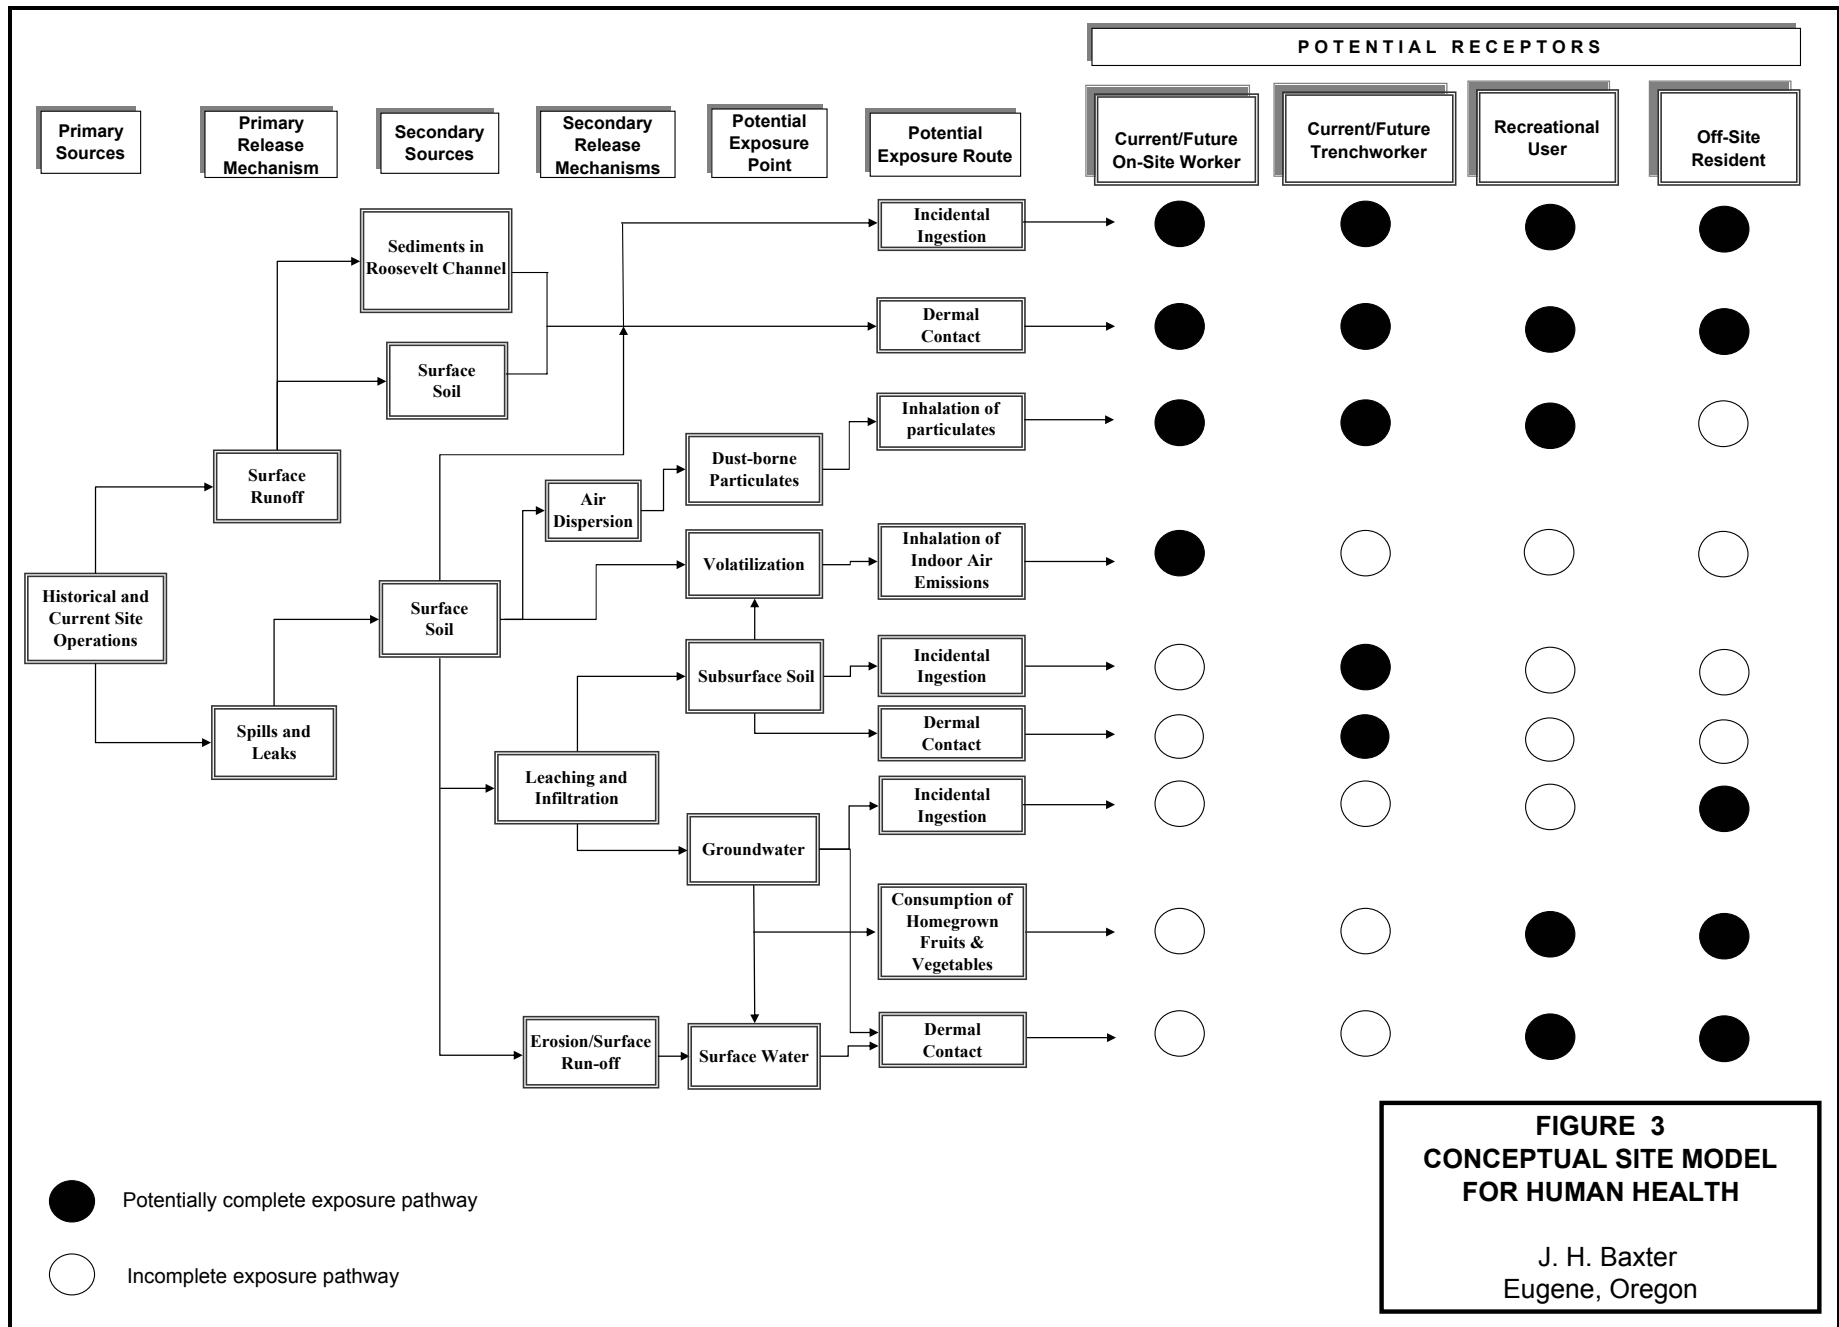 POTENTIAL RECEPTORS
Primary
Sources
Primary
Release
Mechanism
Secondary
Sources
Secondary
Release
Mechanisms
Potential
Exposure
Point
Potential
Exposure Route
Current/Future
On-Site Worker
Current/Future
Trenchworker
Recreational
User
Off-Site
Resident
Incidental
Ingestion
Sediments in
Roosevelt Channel
Dermal
Contact
Surface
Soil
Inhalation of
particulates
Dust-borne
Particulates
Surface
Runoff
Air
Dispersion
Volatilization
Inhalation of
Indoor Air
Emissions
Historical and
Current Site
Operations
Surface
Soil
Subsurface Soil
Incidental
Ingestion
Spills and
Leaks
Dermal
Contact
Leaching and
Infiltration
Incidental
Ingestion
Groundwater
Consumption of
Homegrown
Fruits &
Vegetables
Erosion/Surface
Run-off
Surface Water
Dermal
Contact
Potentially complete exposure pathway
Incomplete exposure pathway
FIGURE 3
CONCEPTUAL SITE MODEL
FOR HUMAN HEALTH
J. H. Baxter
Eugene, Oregon